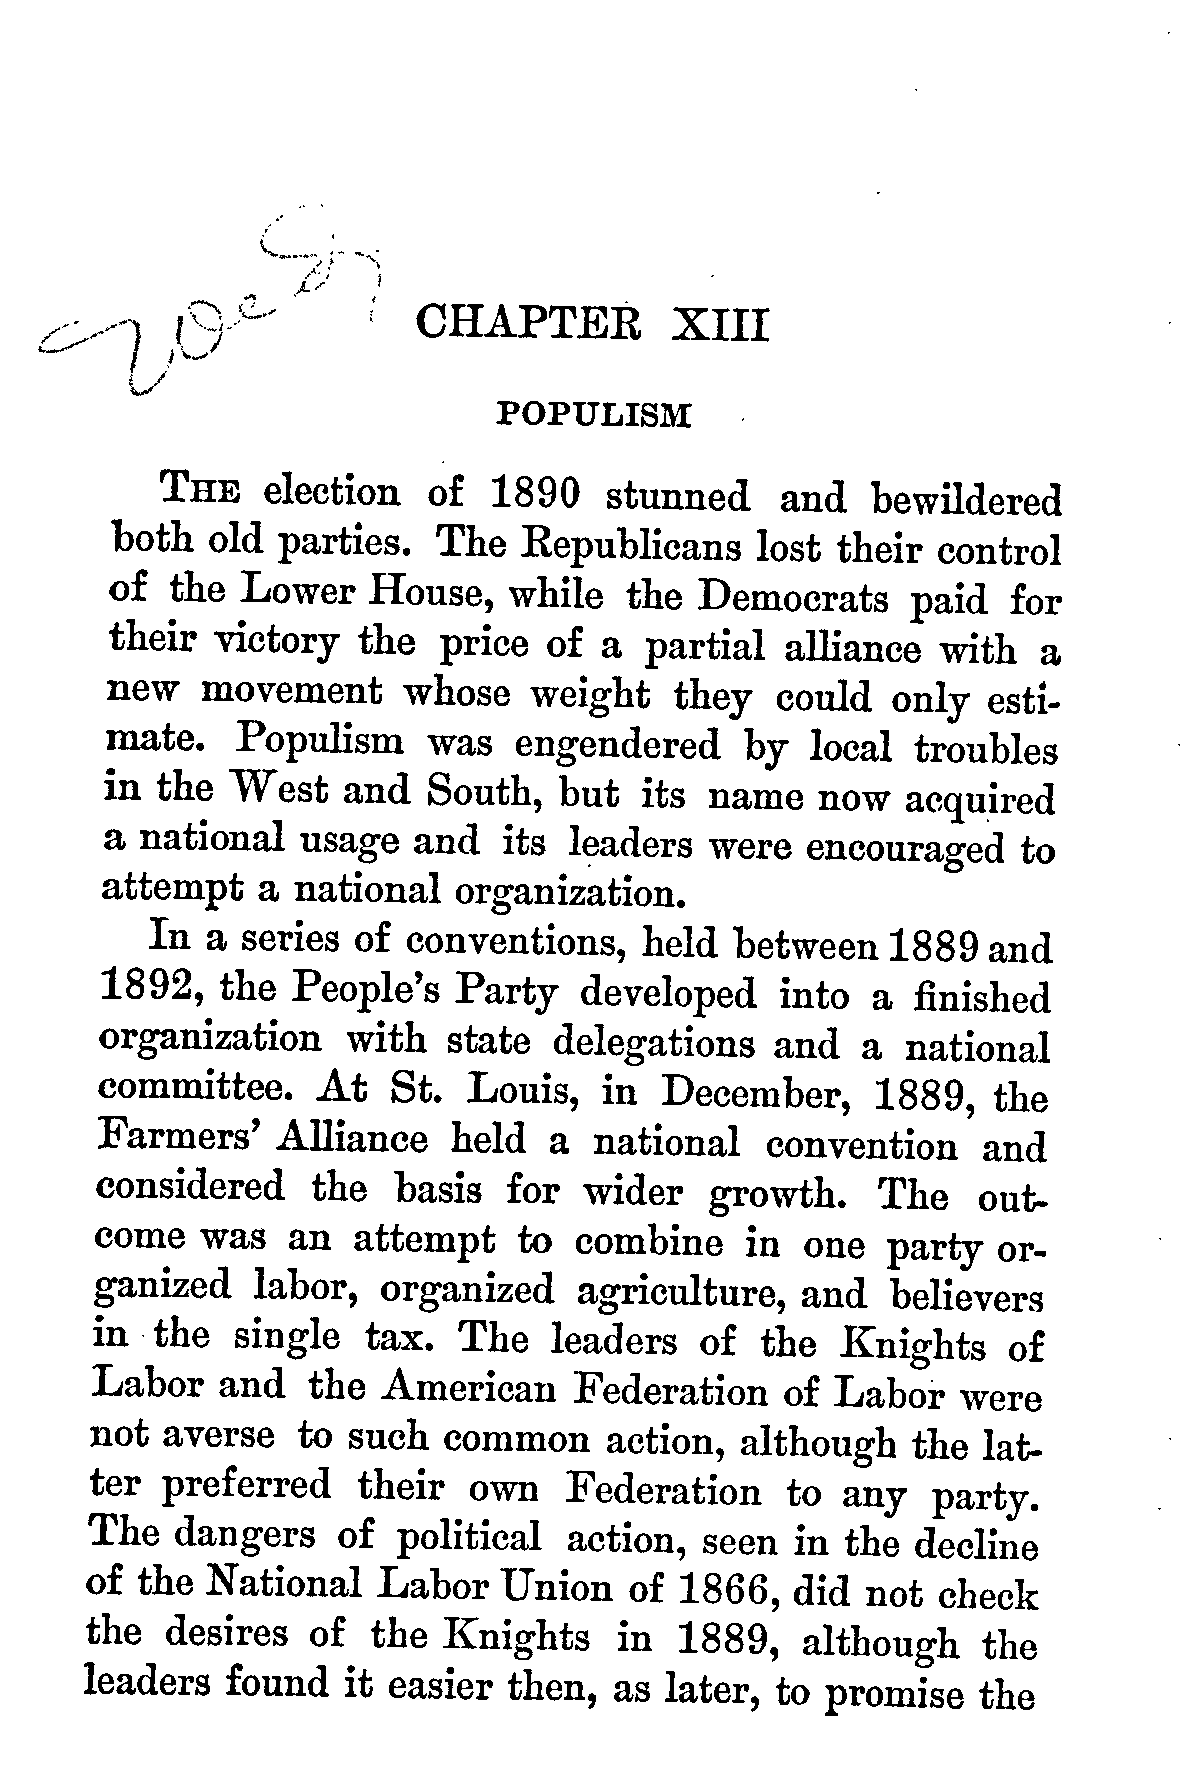 CHAPTER XIII
POPULISM
THE election of 1890 stunned and bewildered
both old parties. The Republicans lost their control
of the Lower House, while the Democrats paid for
their victory the price of a partial alliance with a
new movement whose weight they could only esti-
mate. Populism was engendered by local troubles
in the West and South, but its name now acquired
a national usage and its leaders were encouraged to
attempt a national organization.
In a series of conventions, held between 1889 and
1892, the People's Party developed into a finished
organization with state delegations and a national
committee. At St. Louis, in December, 1889, the
Farmers' Alliance held a national convention and
considered the basis for wider growth. The out-
come was an attempt to combine in one party or-
ganized labor, organized agriculture, and believers
in the single tax. The leaders of the Knights of
Labor and the American Federation of Labor were
not averse to such common action, although the lat-
ter preferred their own Federation to any party.
The dangers of political action, seen in the decline
of the National Labor Union of 1866, did not check
the desires of the Knights in 1889, although the
leaders found it easier then, as later, to promise the